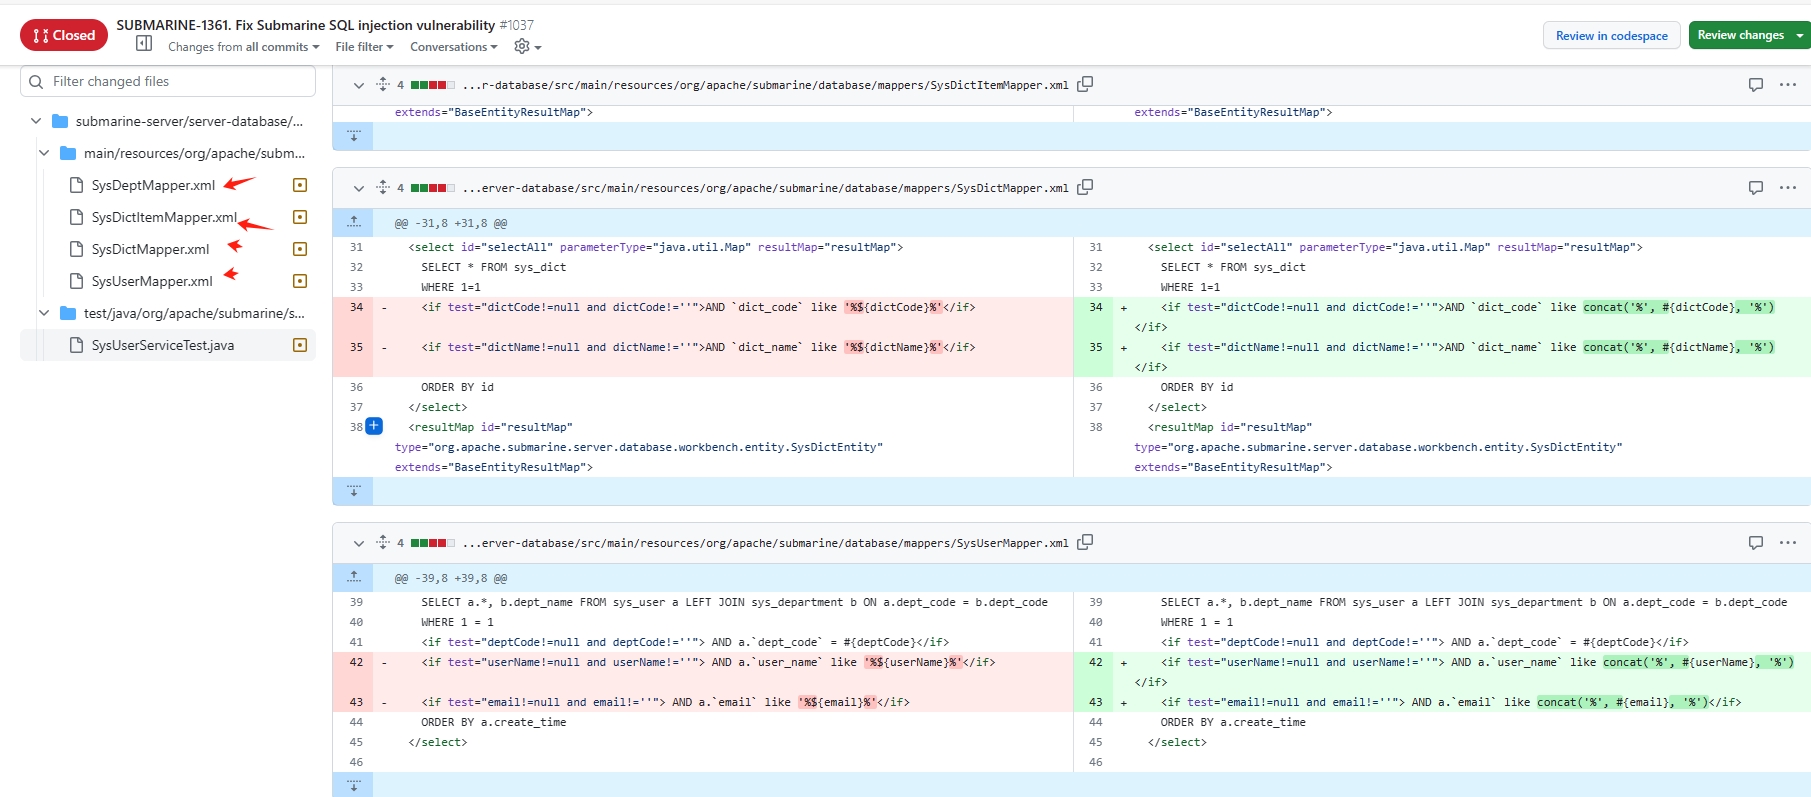 SUBMARINE-1361. Fix Submarine SQL injection vulnerability #1037
Closed
Changes from all commits
File filter
Conversations
Review in codespace
Review changes
Filter changed files
submarine-server/server-database/...
main/resources/org/apache/subm...
SysDeptMapper.xml
SysDictItemMapper.xml
SysDictMapper.xml
SysUserMapper.xml
test/java/org/apache/submarine/s...
SysUserServiceTest.java
4 ...r-database/src/main/resources/org/apache/submarine/database/mappers/SysDictItemMapper.xml
extends="BaseEntityResultMap"> extends="BaseEntityResultMap">
4 ...erver-database/src/main/resources/org/apache/submarine/database/mappers/SysDictMapper.xml
@@ -31,8 +31,8 @@
31 <select id="selectAll" parameterType="java.util.Map" resultMap="resultMap"> 31 <select id="selectAll" parameterType="java.util.Map" resultMap="resultMap">
32 SELECT * FROM sys_dict 32 SELECT * FROM sys_dict
33 WHERE 1=1 33 WHERE 1=1
34 - <if test="dictCode!=null and dictCode!=''">AND `dict_code` like '%${dictCode}%'</if> 34 + <if test="dictCode!=null and dictCode!=''">AND `dict_code` like concat('%', #{dictCode}, '%')
</if>
35 - <if test="dictName!=null and dictName!=''">AND `dict_name` like '%${dictName}%'</if> 35 + <if test="dictName!=null and dictName!=''">AND `dict_name` like concat('%', #{dictName}, '%')
</if>
36 ORDER BY id 36 ORDER BY id
37 </select> 37 </select>
38 + <resultMap id="resultMap" 38 <resultMap id="resultMap"
type="org.apache.submarine.server.database.workbench.entity.SysDictEntity" type="org.apache.submarine.server.database.workbench.entity.SysDictEntity"
extends="BaseEntityResultMap"> extends="BaseEntityResultMap">
4 ...erver-database/src/main/resources/org/apache/submarine/database/mappers/SysUserMapper.xml
@@ -39,8 +39,8 @@
39 SELECT a.*, b.dept_name FROM sys_user a LEFT JOIN sys_department b ON a.dept_code = b.dept_code 39 SELECT a.*, b.dept_name FROM sys_user a LEFT JOIN sys_department b ON a.dept_code = b.dept_code
40 WHERE 1 = 1 40 WHERE 1 = 1
41 <if test="deptCode!=null and deptCode!=''"> AND a.`dept_code` = #{deptCode}</if> 41 <if test="deptCode!=null and deptCode!=''"> AND a.`dept_code` = #{deptCode}</if>
42 - <if test="userName!=null and userName!=''"> AND a.`user_name` like '%${userName}%'</if> 42 + <if test="userName!=null and userName!=''"> AND a.`user_name` like concat('%', #{userName}, '%')
</if>
43 - <if test="email!=null and email!=''"> AND a.`email` like '%${email}%'</if> 43 + <if test="email!=null and email!=''"> AND a.`email` like concat('%', #{email}, '%')</if>
44 ORDER BY a.create_time 44 ORDER BY a.create_time
45 </select> 45 </select>
46 46